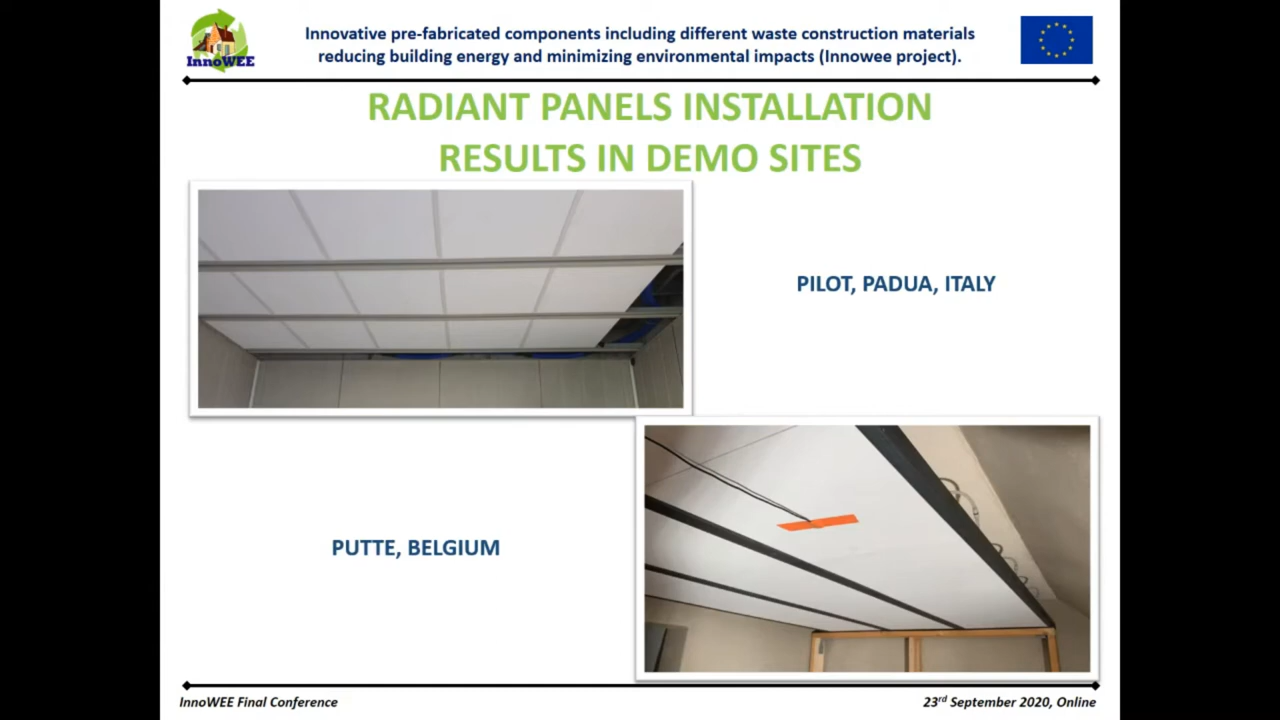 InnoWEE
Innovative pre-fabricated components including different waste construction materials
reducing building energy and minimizing environmental impacts (Innowee project).
RADIANT PANELS INSTALLATION
RESULTS IN DEMO SITES
PILOT, PADUA, ITALY
PUTTE, BELGIUM
InnoWEE Final Conference
23rd September 2020, Online